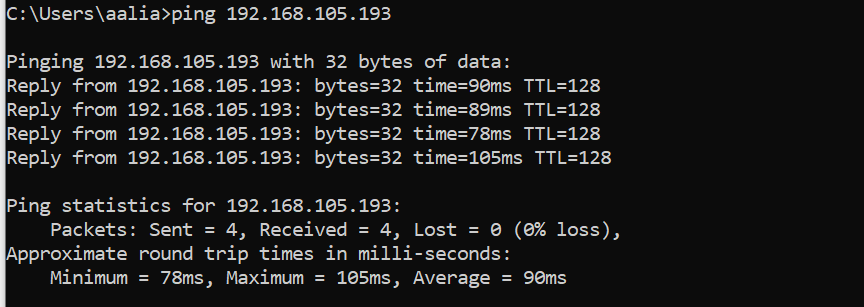 C:\Users\aalia>ping 192.168.105.193
Pinging 192.168.105.193 with 32 bytes of data:
Reply from 192.168.105.193: bytes=32 time=90ms TTL=128
Reply from 192.168.105.193: bytes=32 time=89ms TTL=128
Reply from 192.168.105.193: bytes=32 time=78ms TTL=128
Reply from 192.168.105.193: bytes=32 time=105ms TTL=128
Ping statistics for 192.168.105.193:
Packets: Sent = 4, Received = 4, Lost = 0 (0% loss),
Approximate round trip times in milli-seconds:
Minimum = 78ms, Maximum = 105ms, Average = 90ms